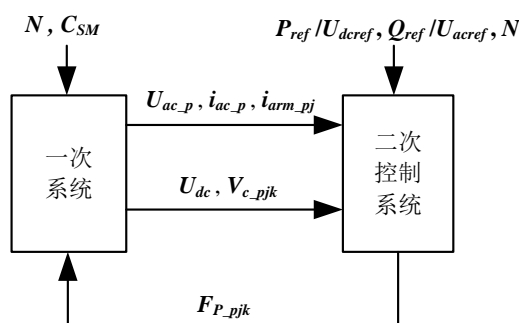 N , C_SM
P_ref /U_dcref , Q_ref /U_acref , N
一次
系统
U_ac_p , i_ac_p , i_arm_pj
U_dc , V_c_pjk
二次
控制
系统
F_P_pjk